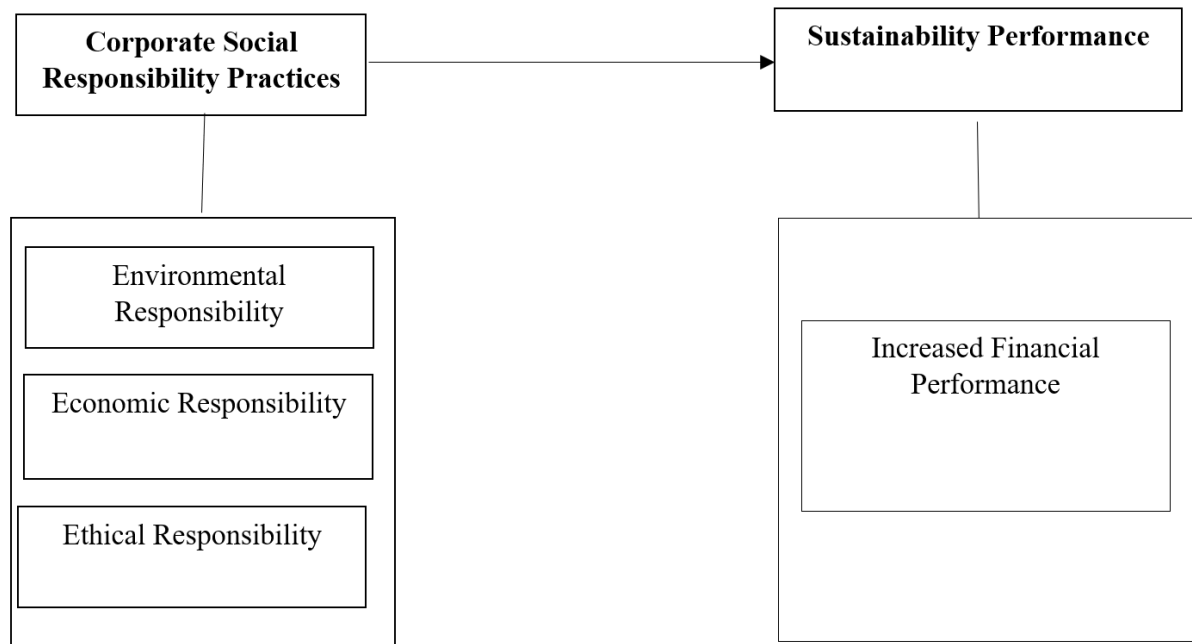 Corporate Social
Responsibility Practices
Sustainability Performance
Environmental
Responsibility
Economic Responsibility
Ethical Responsibility
Increased Financial
Performance